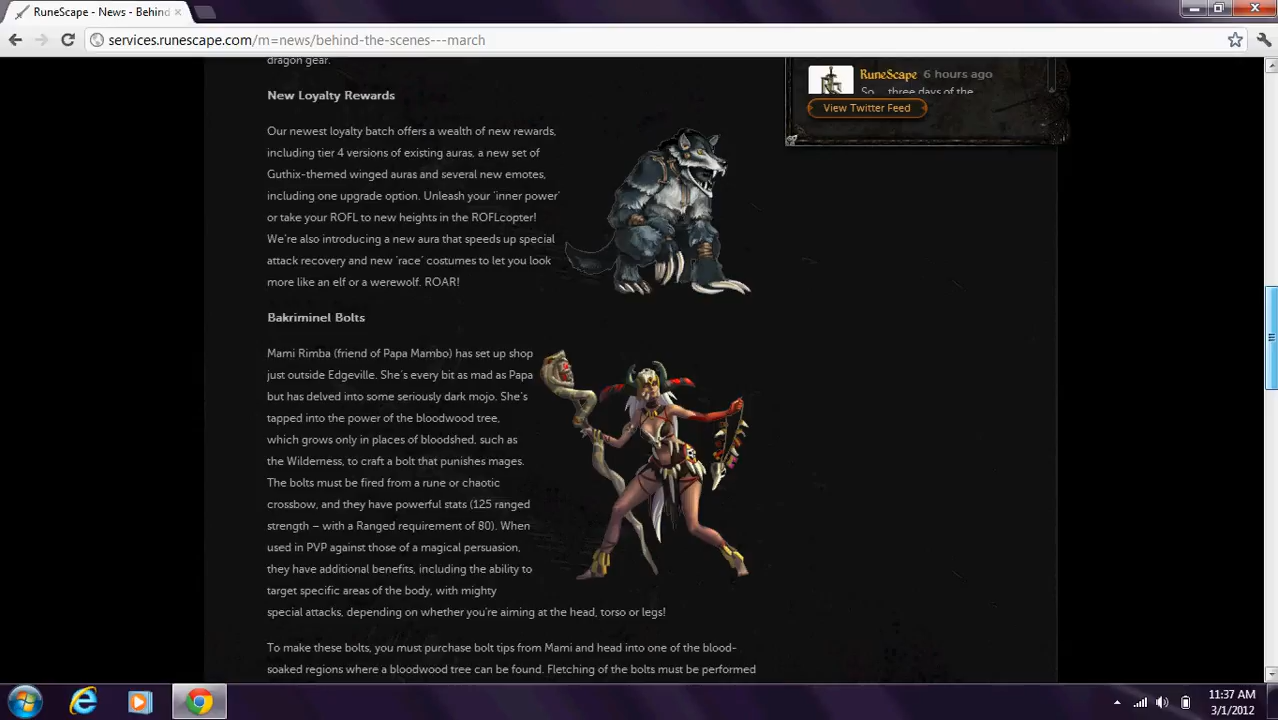 RuneScape - News - Behind
services.runescape.com/m=news/behind-the-scenes---march
dragon gear.
New Loyalty Rewards
Our newest loyalty batch offers a wealth of new rewards,
including tier 4 versions of existing auras, a new set of
Guthix-themed winged auras and several new emotes,
including one upgrade option. Unleash your 'inner power'
or take your ROFL to new heights in the ROFLcopter!
We're also introducing a new aura that speeds up special
attack recovery and new 'race' costumes to let you look
more like an elf or a werewolf. ROAR!
Bakriminel Bolts
Mami Rimba (friend of Papa Mambo) has set up shop
just outside Edgeville. She's every bit as mad as Papa
but has delved into some seriously dark mojo. She's
tapped into the power of the bloodwood tree,
which grows only in places of bloodshed, such as
the Wilderness, to craft a bolt that punishes mages.
The bolts must be fired from a rune or chaotic
crossbow, and they have powerful stats (125 ranged
strength – with a Ranged requirement of 80). When
used in PVP against those of a magical persuasion,
they have additional benefits, including the ability to
target specific areas of the body, with mighty
special attacks, depending on whether you're aiming at the head, torso or legs!
To make these bolts, you must purchase bolt tips from Mami and head into one of the blood-
soaked regions where a bloodwood tree can be found. Fletching of the bolts must be performed
RuneScape 6 hours ago
So... three days of the
View Twitter Feed
11:37 AM
3/1/2012